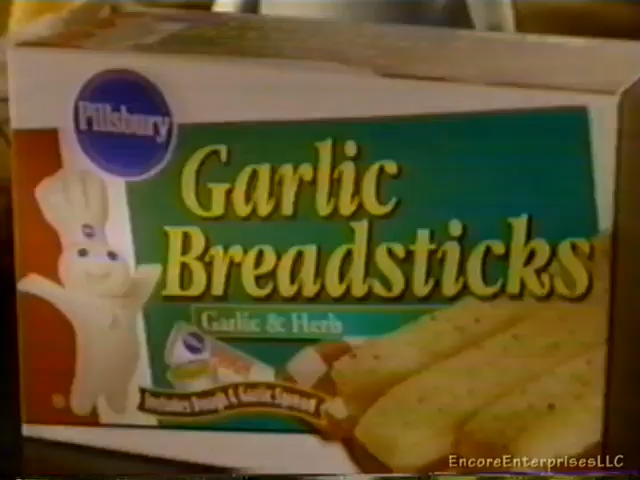 Pillsbury
Garlic
Breadsticks
Garlic & Herb
Includes Dough & Garlic Spread
EncoreEnterprisesLLC